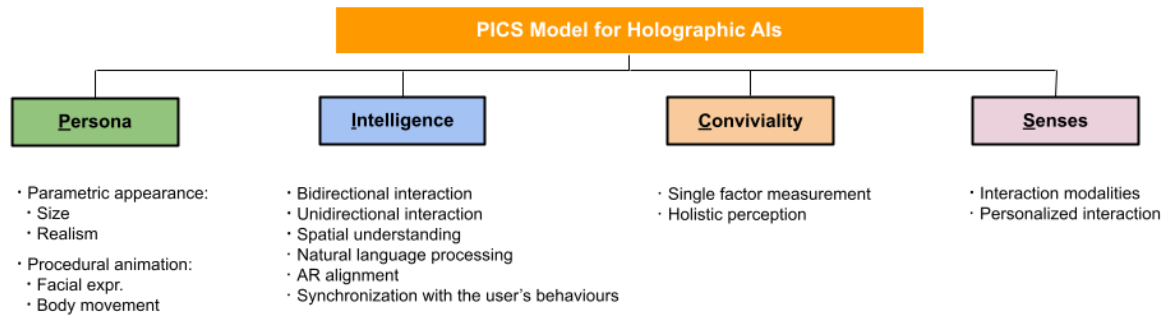 PICS Model for Holographic AIs
Persona
Intelligence
Conviviality
Senses
· Parametric appearance:
· Size
· Realism
· Procedural animation:
· Facial expr.
· Body movement
· Bidirectional interaction
· Unidirectional interaction
· Spatial understanding
· Natural language processing
· AR alignment
· Synchronization with the user's behaviours
· Single factor measurement
· Holistic perception
· Interaction modalities
· Personalized interaction